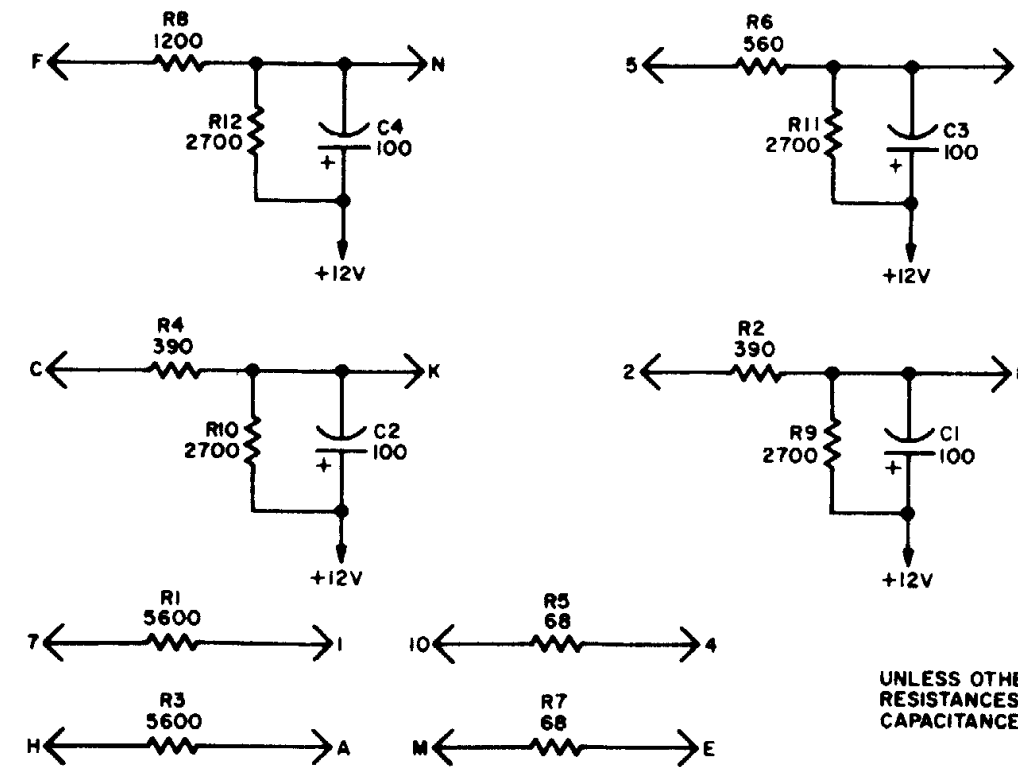 R8
1200
F
N
R12
2700
C4
100
+
+12V
R6
560
5
R11
2700
C3
100
+
+12V
R4
390
C
K
R10
2700
C2
100
+
+12V
R2
390
2
R9
2700
C1
100
+
+12V
R1
5600
7
1
R5
68
10
4
R3
5600
H
A
R7
68
M
E
UNLESS
RESISTANCES
CAPACITANCE